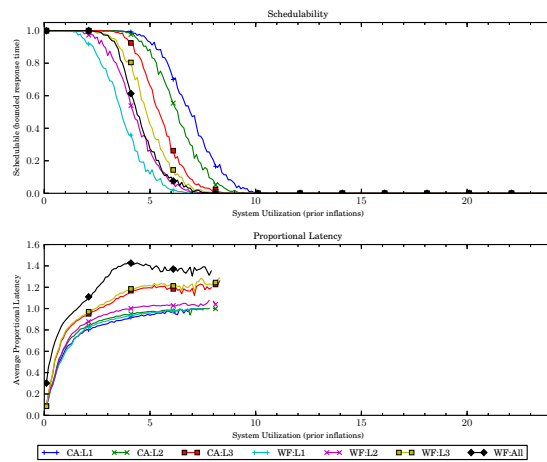 Schedulability
Schedulable (bounded response time)
1.0
0.8
0.6
0.4
0.2
0.0
0 5 10 15 20
System Utilization (prior inflations)
Proportional Latency
Average Proportional Latency
1.6
1.4
1.2
1.0
0.8
0.6
0.4
0.2
0.0
0 5 10 15 20
System Utilization (prior inflations)
CA:L1 CA:L2 CA:L3 WF:L1 WF:L2 WF:L3 WF:All